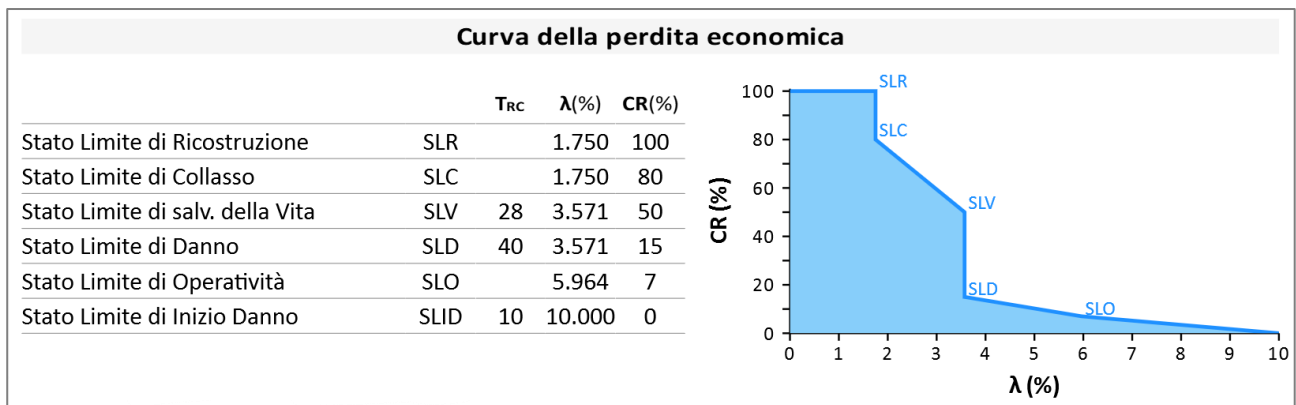 Curva della perdita economica
TRC λ(%) CR(%)
Stato Limite di Ricostruzione SLR 1.750 100
Stato Limite di Collasso SLC 1.750 80
Stato Limite di salv. della Vita SLV 28 3.571 50
Stato Limite di Danno SLD 40 3.571 15
Stato Limite di Operatività SLO 5.964 7
Stato Limite di Inizio Danno SLID 10 10.000 0
CR (%)
100
80
60
40
20
0
SLR
SLC
SLV
SLD
SLO
0 1 2 3 4 5 6 7 8 9 10
λ (%)